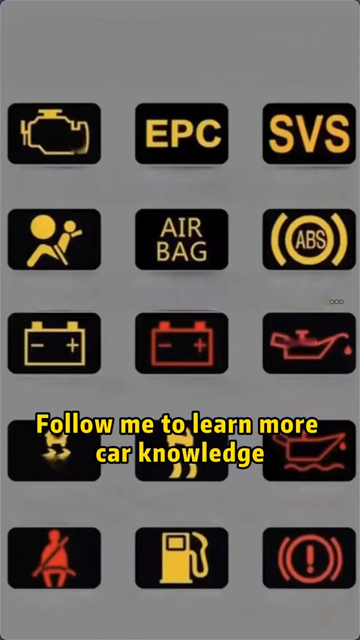 EPC
SVS
AIR
BAG
ABS
- +
- +
Follow me to learn more
car knowledge
!